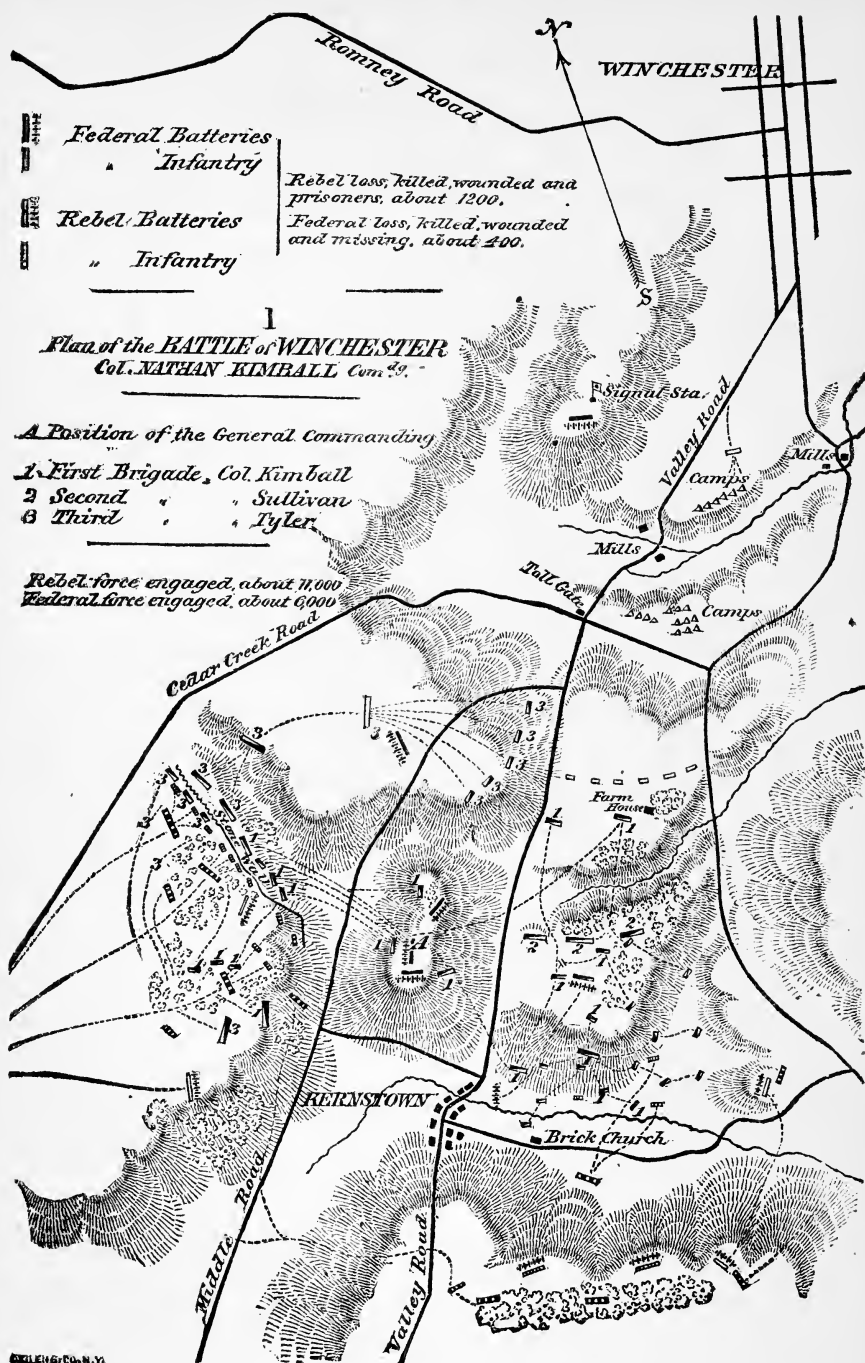 Romney Road
N
WINCHESTER
Federal Batteries
„ Infantry
Rebel Batteries
„ Infantry
Rebel loss, killed, wounded and
prisoners, about 1200.
Federal loss, killed, wounded
and missing, about 400.
S
1
Plan of the BATTLE of WINCHESTER
Col. NATHAN KIMBALL Comdg.
A Position of the General Commanding
1 First Brigade, Col. Kimball
2 Second „ „ Sullivan
3 Third „ „ Tyler
Rebel force engaged, about 11,000
Federal force engaged, about 6,000
Signal Sta.
Valley Road
Camps
Mills
Mills
Toll Gate
Camps
Cedar Creek Road
Farm
House
Stone Wall
A
KERNSTOWN
Brick Church
Middle Road
Valley Road